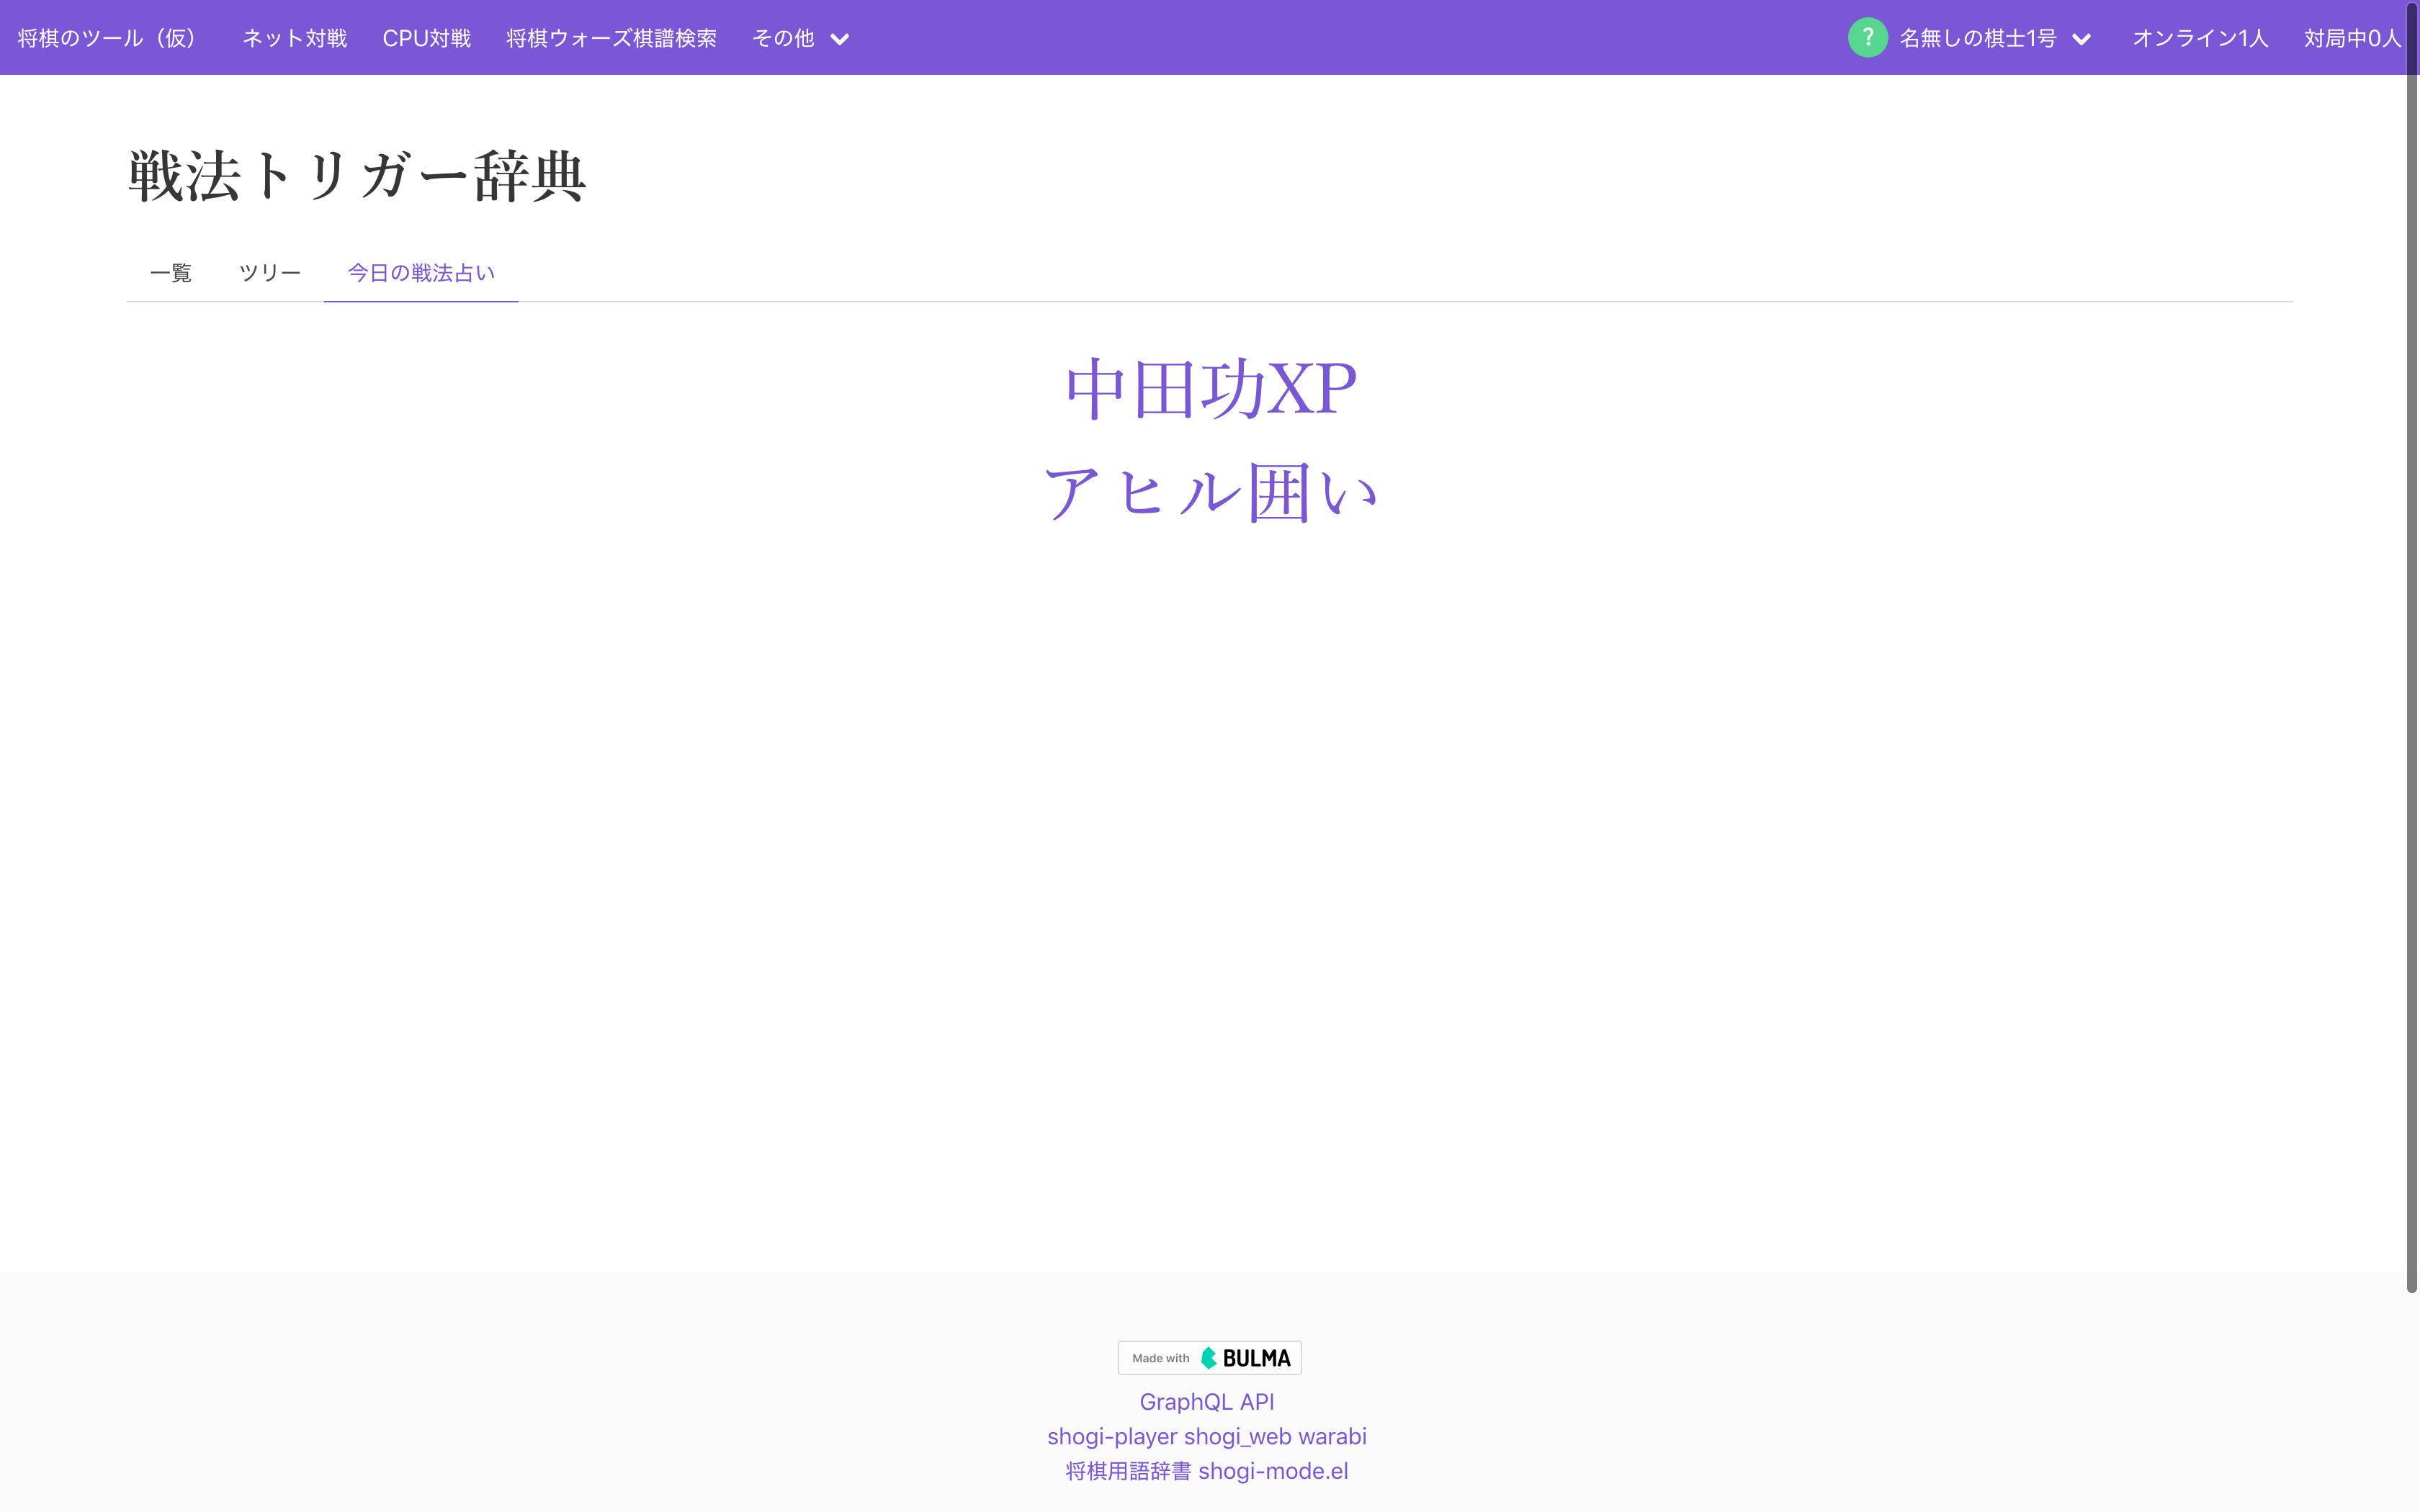 将棋のツール（仮） ネット対戦 CPU対戦 将棋ウォーズ棋譜検索 その他 ? 名無しの棋士1号 オンライン1人 対局中0人
戦法トリガー辞典
一覧 ツリー 今日の戦法占い
中田功XP
アヒル囲い
Made with BULMA
GraphQL API
shogi-player shogi_web warabi
将棋用語辞書 shogi-mode.el